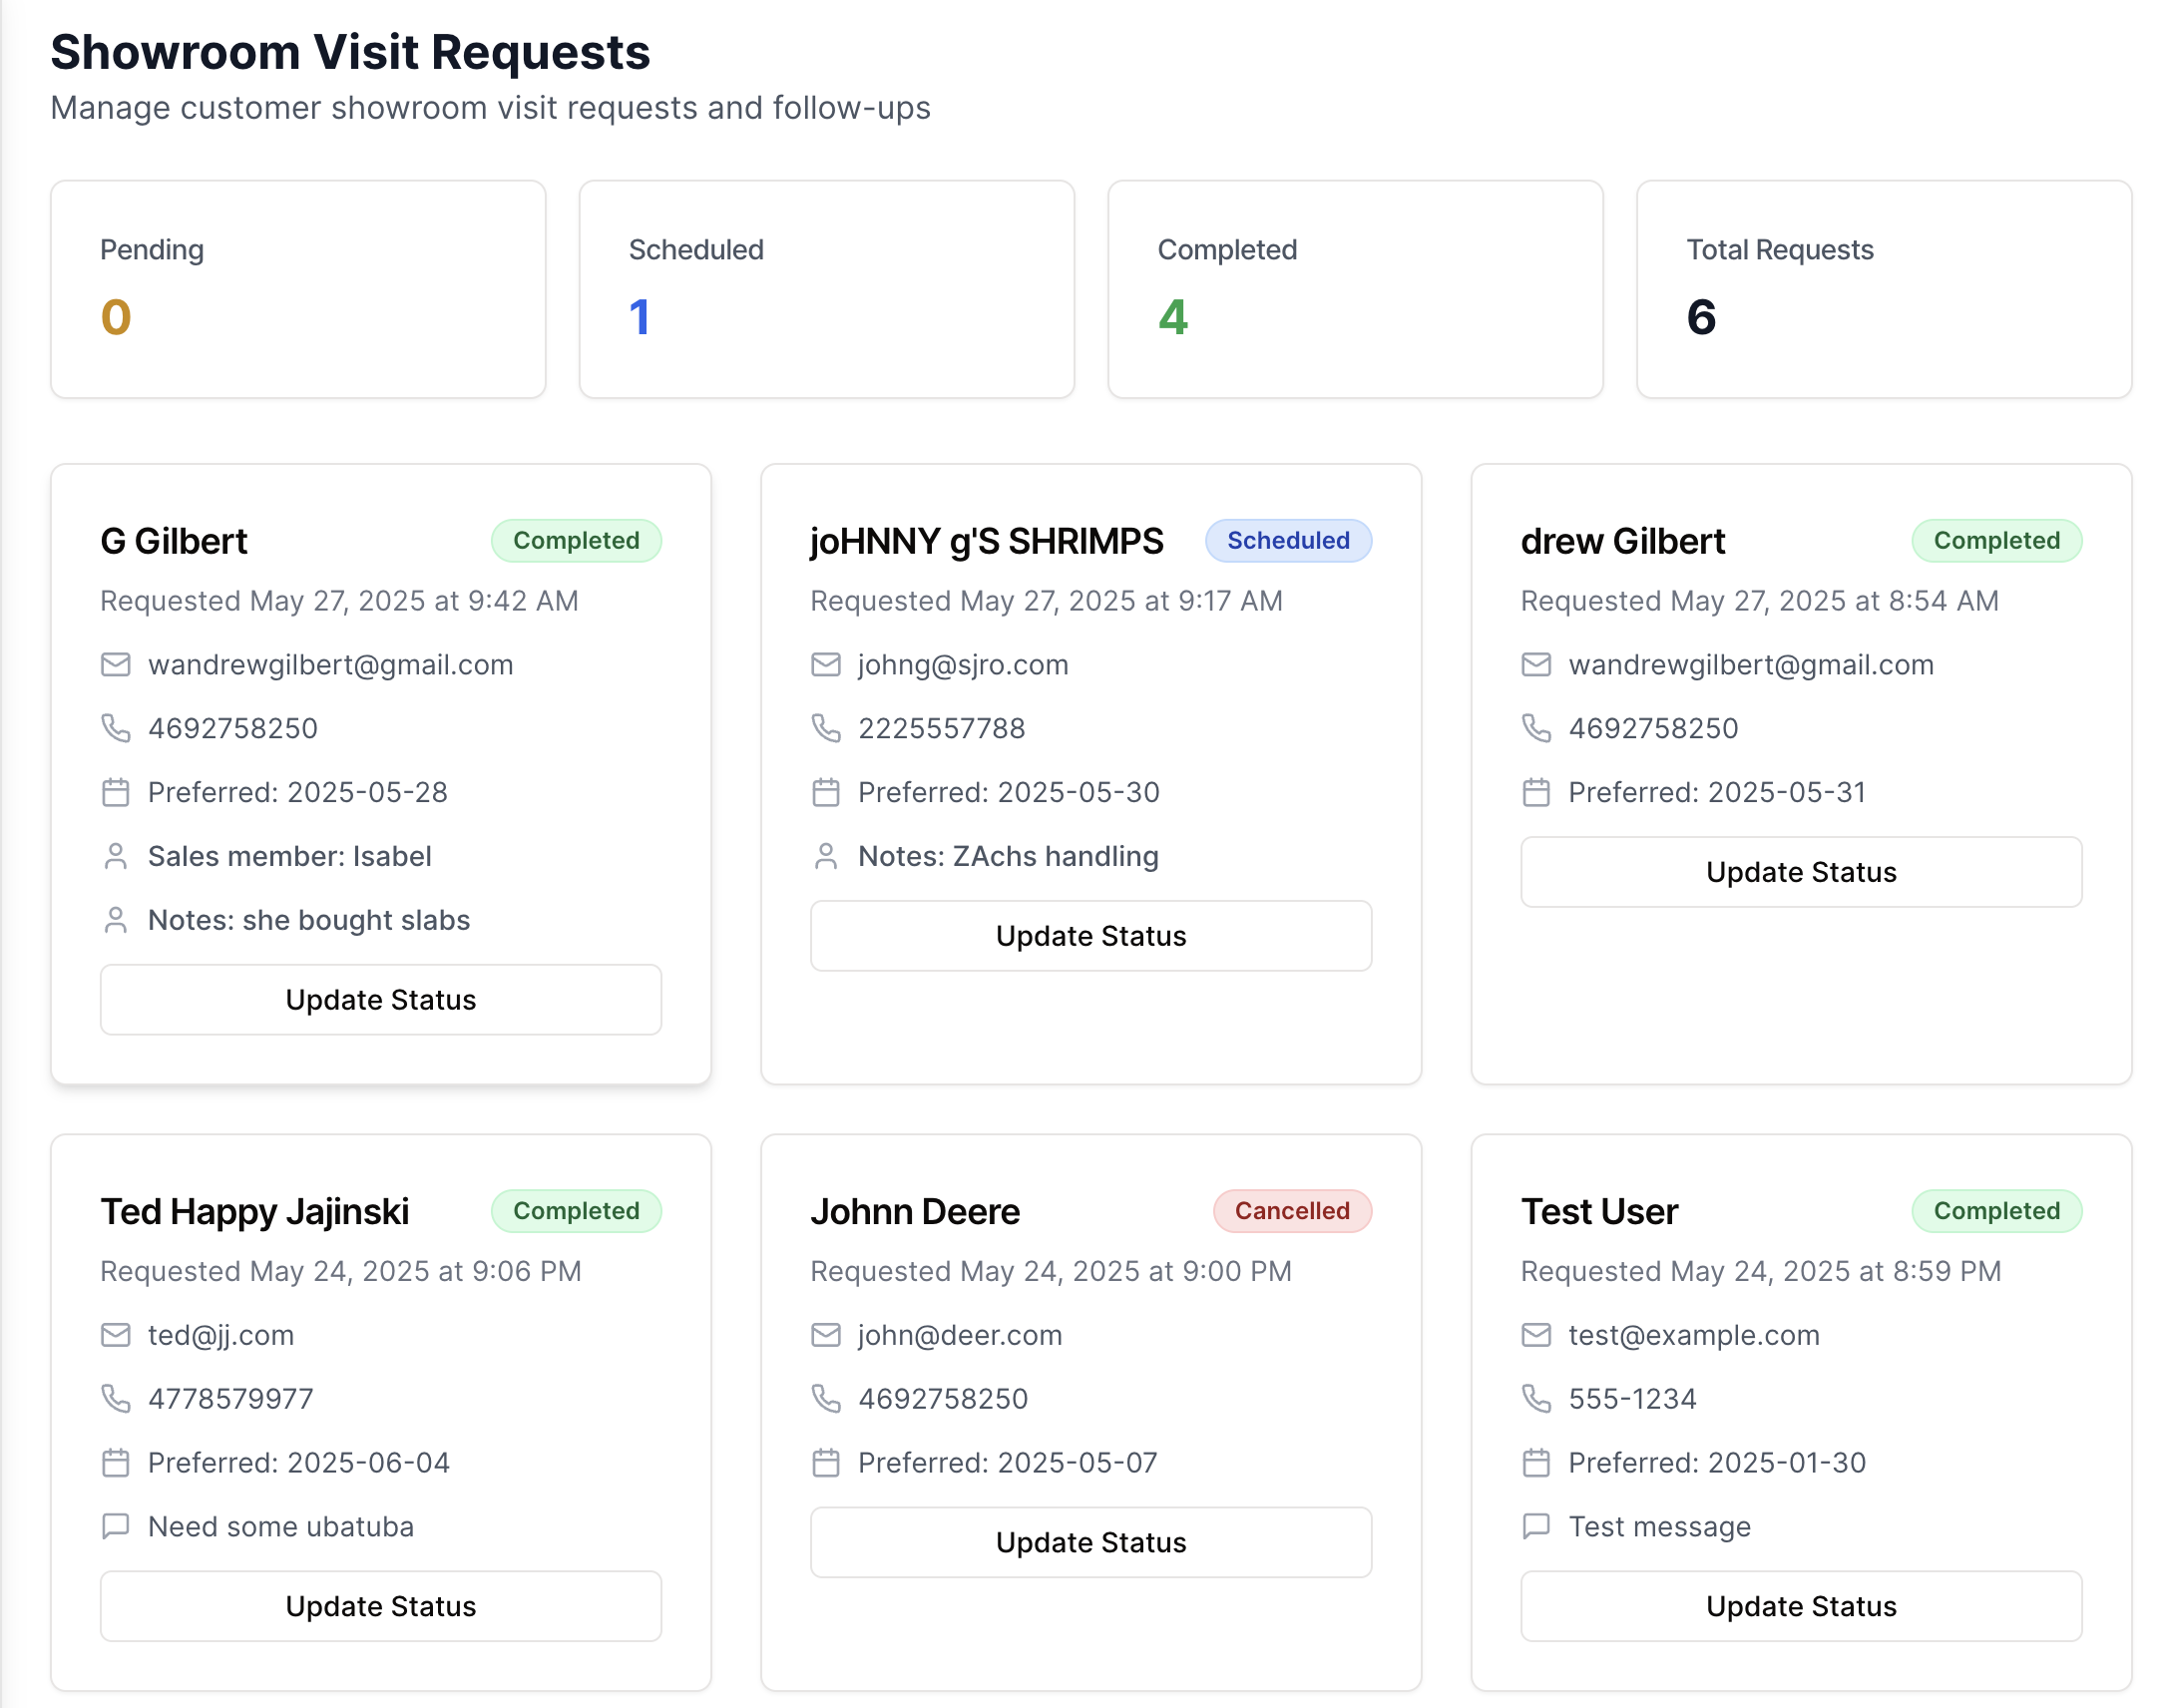 Showroom Visit Requests
Manage customer showroom visit requests and follow-ups
Pending
0
Scheduled
1
Completed
4
Total Requests
6
G Gilbert
Completed
Requested May 27, 2025 at 9:42 AM
wandrewgilbert@gmail.com
4692758250
Preferred: 2025-05-28
Sales member: Isabel
Notes: she bought slabs
Update Status
joHNNY g'S SHRIMPS
Scheduled
Requested May 27, 2025 at 9:17 AM
johng@sjro.com
2225557788
Preferred: 2025-05-30
Notes: ZAchs handling
Update Status
drew Gilbert
Completed
Requested May 27, 2025 at 8:54 AM
wandrewgilbert@gmail.com
4692758250
Preferred: 2025-05-31
Update Status
Ted Happy Jajinski
Completed
Requested May 24, 2025 at 9:06 PM
ted@jj.com
4778579977
Preferred: 2025-06-04
Need some ubatuba
Update Status
Johnn Deere
Cancelled
Requested May 24, 2025 at 9:00 PM
john@deer.com
4692758250
Preferred: 2025-05-07
Update Status
Test User
Completed
Requested May 24, 2025 at 8:59 PM
test@example.com
555-1234
Preferred: 2025-01-30
Test message
Update Status